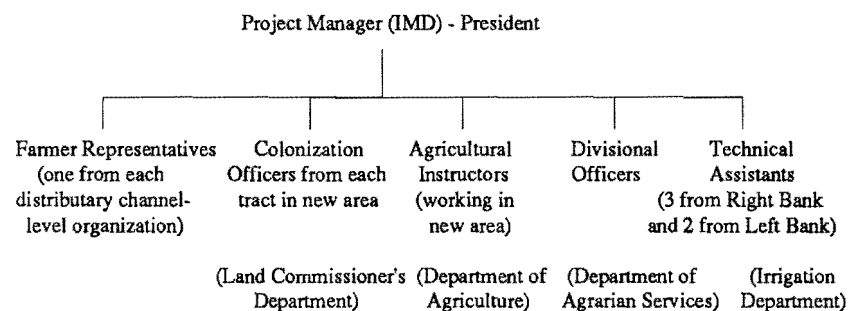 Project Manager (IMD) - President
Farmer Representatives
(one from each
distributary channel-
level organization)
Colonization
Officers from each
tract in new area
Agricultural
Instructors
(working in
new area)
Divisional
Officers
Technical
Assistants
(3 from Right Bank
and 2 from Left Bank)
(Land Commissioner's
Department)
(Department of
Agriculture)
(Department of
Agrarian Services)
(Irrigation
Department)